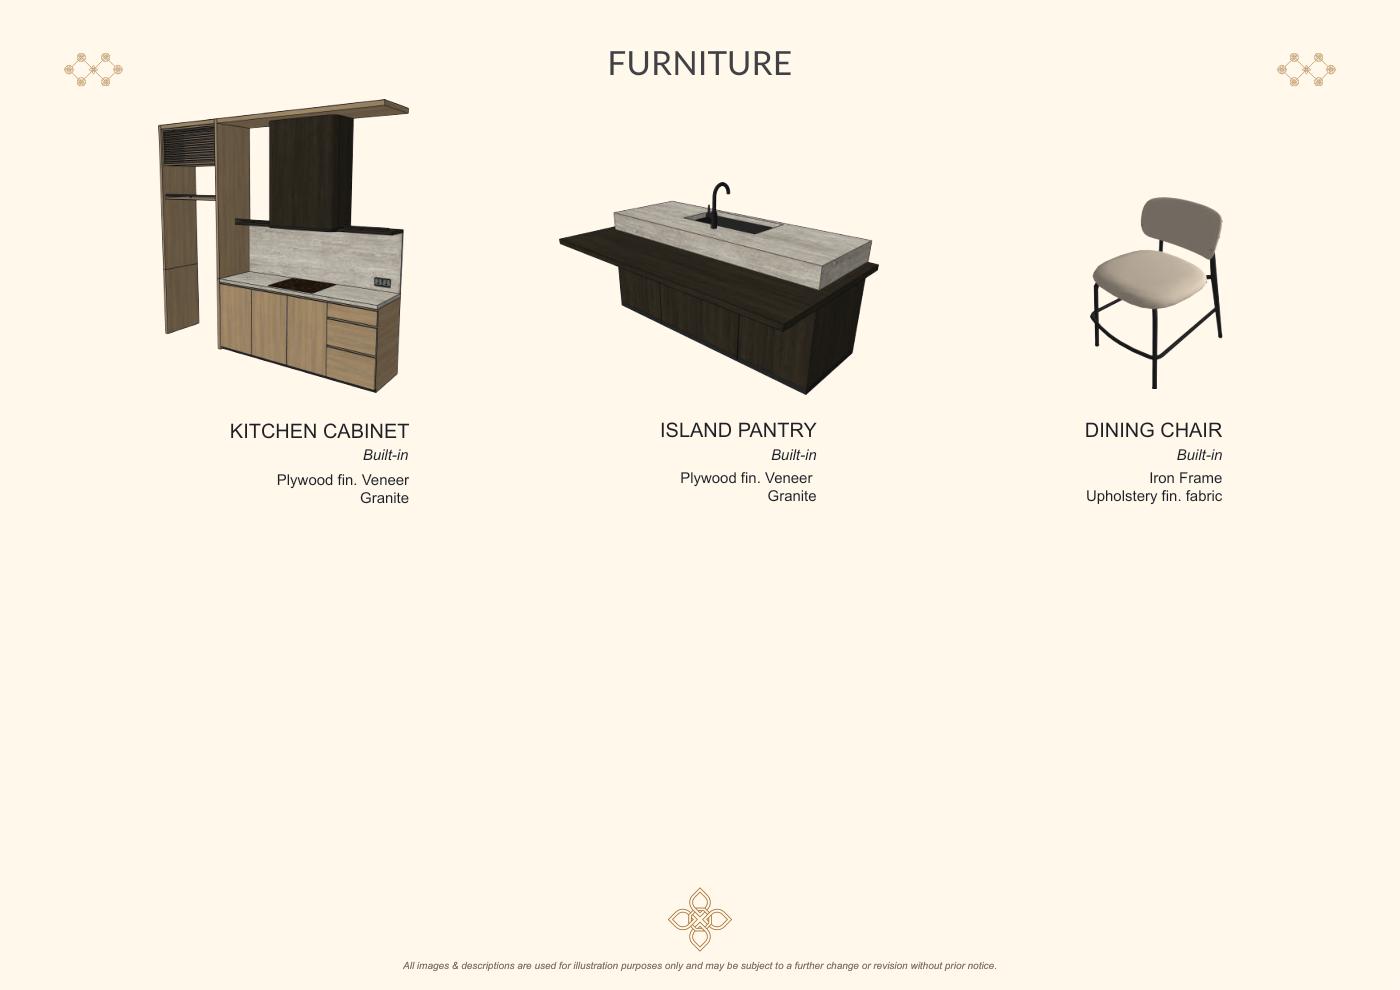 FURNITURE
KITCHEN CABINET
Built-in
Plywood fin. Veneer
Granite
ISLAND PANTRY
Built-in
Plywood fin. Veneer
Granite
DINING CHAIR
Built-in
Iron Frame
Upholstery fin. fabric
All images & descriptions are used for illustration purposes only and may be subject to a further change or revision without prior notice.